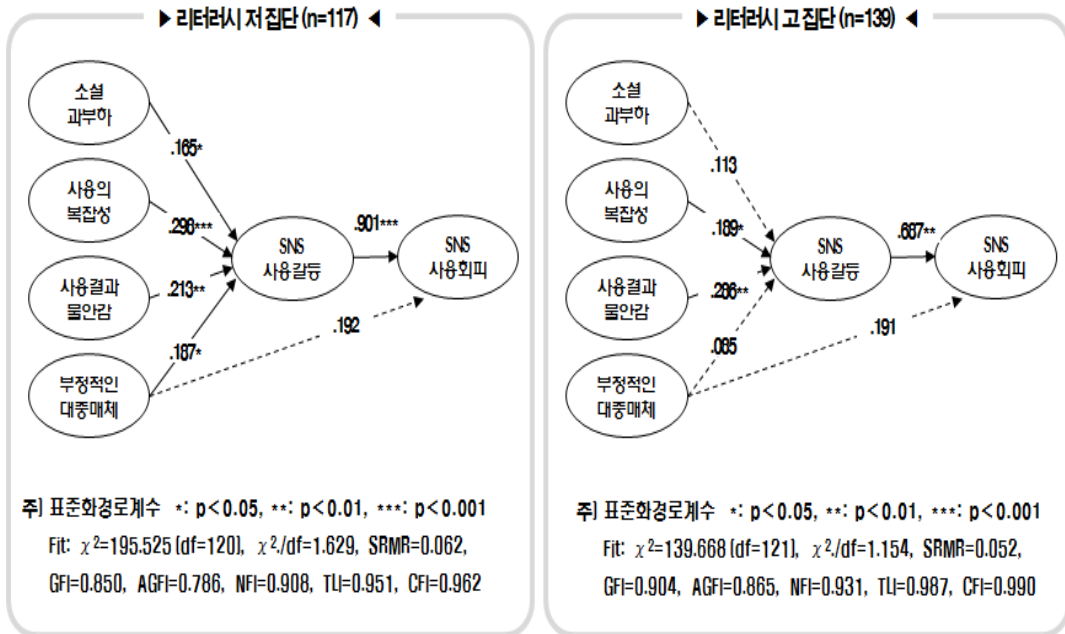 ▶ 리터러시 저 집단 (n=117) ◀
소셜
과부하
.165*
사용의
복잡성
.298***
사용결과
물안감
.213**
부정적인
대중매체
.187*
SNS
사용갈등
.901***
SNS
사용회피
.192
주) 표준화경로계수 *: p<0.05, **: p<0.01, ***: p<0.001
Fit: χ²=195.525 (df=120), χ²./df=1.629, SRMR=0.062,
GFI=0.850, AGFI=0.786, NFI=0.908, TLI=0.951, CFI=0.962
▶ 리터러시 고 집단 (n=139) ◀
소셜
과부하
.113
사용의
복잡성
.189*
사용결과
물안감
부정적인
대중매체
SNS
사용갈등
.687**
SNS
사용회피
.191
주) 표준화경로계수 *: p<0.05, **: p<0.01, ***: p<0.001
Fit: χ²=139.668 (df=121), χ²./df=1.154, SRMR=0.052,
GFI=0.904, AGFI=0.865, NFI=0.931, TLI=0.987, CFI=0.990